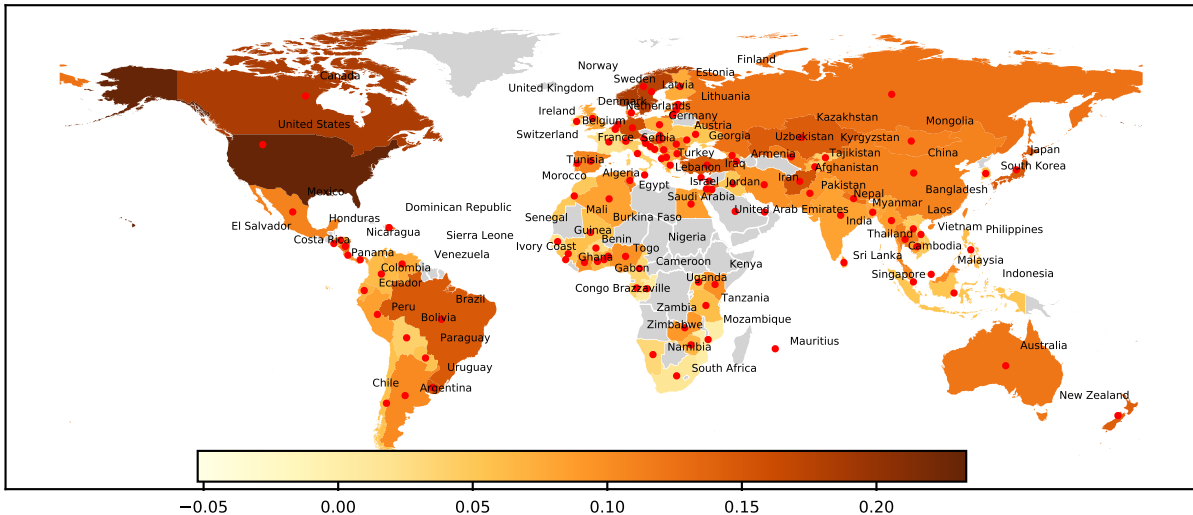 Norway
Finland
Sweden
Estonia
Canada
United Kingdom
Latvia
Denmark
Netherlands
Lithuania
Ireland
Belgium
Germany
Kazakhstan
Mongolia
United States
Switzerland
France
Serbia
Austria
Georgia
Uzbekistan
Kyrgyzstan
Japan
Tunisia
Turkey
Armenia
Tajikistan
China
South Korea
Morocco
Algeria
Lebanon
Iraq
Afghanistan
Mexico
Egypt
Israel
Jordan
Iran
Pakistan
Bangladesh
Saudi Arabia
Nepal
Dominican Republic
Mali
United Arab Emirates
Myanmar
Laos
El Salvador
Honduras
Senegal
Burkina Faso
India
Nicaragua
Guinea
Thailand
Vietnam
Philippines
Costa Rica
Sierra Leone
Ivory Coast
Benin
Nigeria
Cambodia
Panama
Venezuela
Ghana
Togo
Sri Lanka
Malaysia
Colombia
Gabon
Cameroon
Kenya
Singapore
Indonesia
Ecuador
Congo Brazzaville
Uganda
Peru
Brazil
Zambia
Tanzania
Bolivia
Zimbabwe
Mozambique
Paraguay
Namibia
Mauritius
Australia
Uruguay
South Africa
Chile
Argentina
New Zealand
−0.05
0.00
0.05
0.10
0.15
0.20